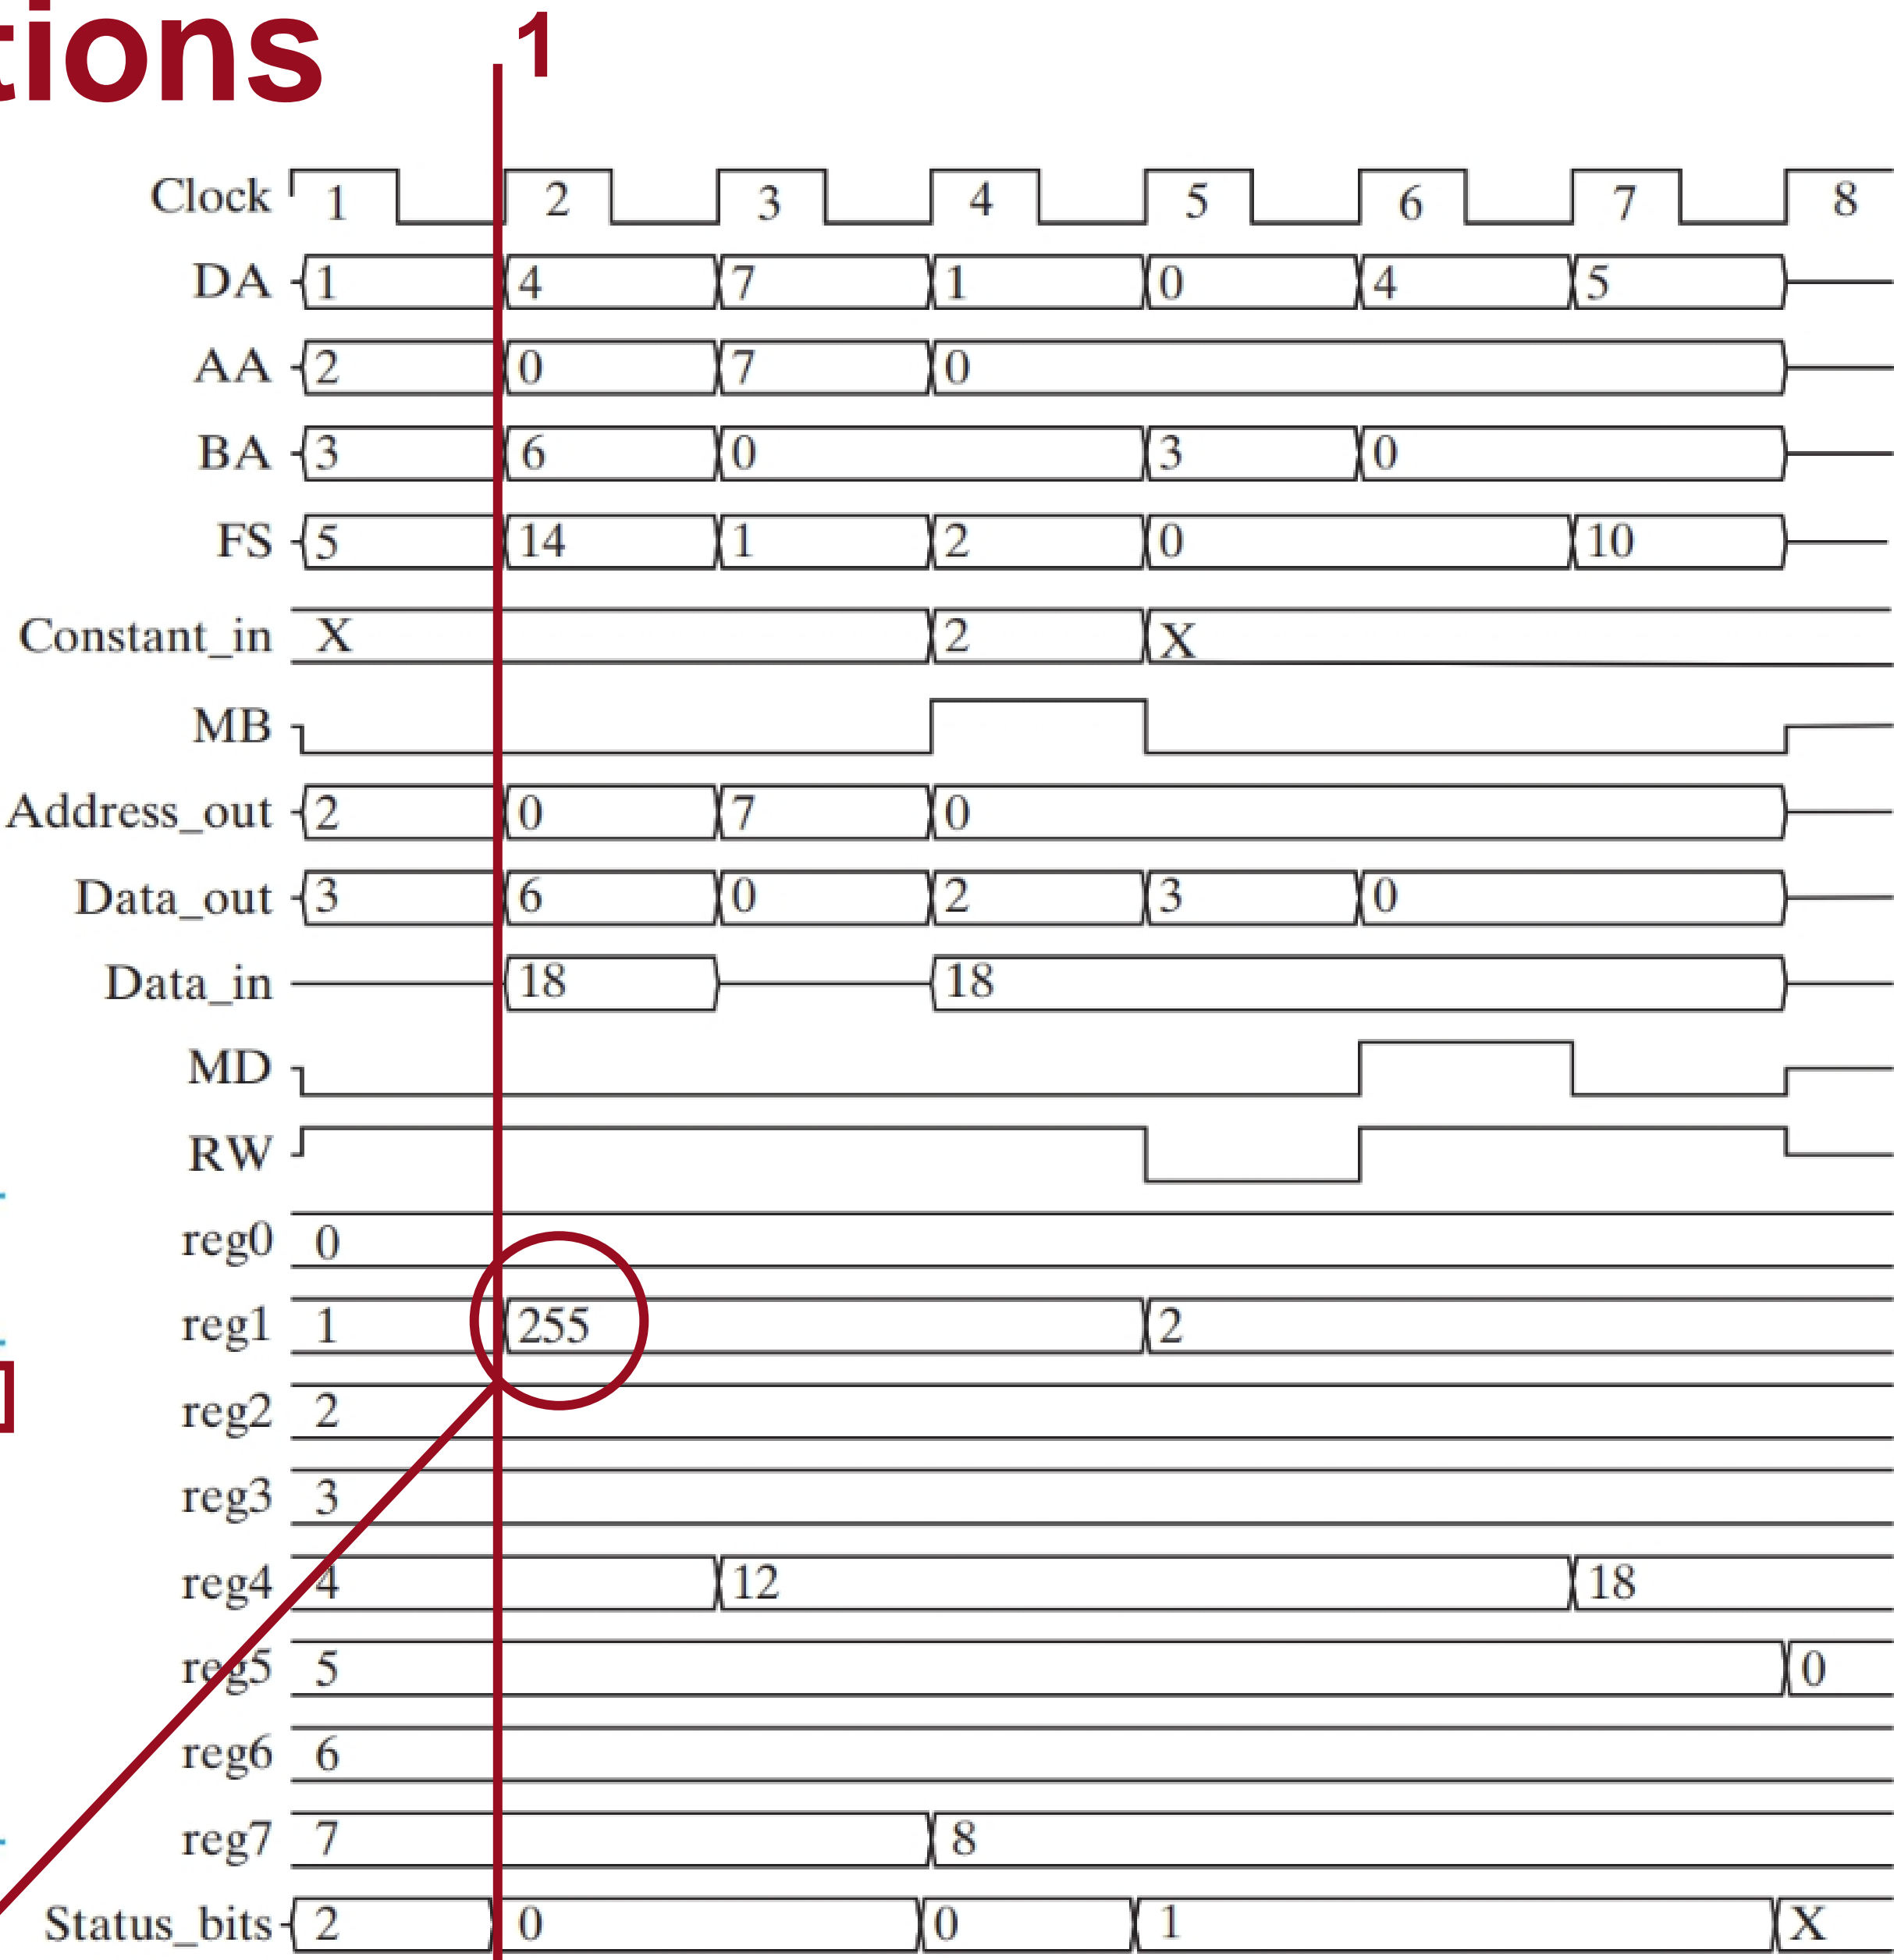 tions 1
Clock 1 2 3 4 5 6 7 8
DA 1 4 7 1 0 4 5
AA 2 0 7 0
BA 3 6 0 3 0
FS 5 14 1 2 0 10
Constant_in X 2 X
MB
Address_out 2 0 7 0
Data_out 3 6 0 2 3 0
Data_in 18 18
MD
RW
reg0 0
reg1 1 255 2
reg2 2
reg3 3
reg4 4 12 18
reg5 5 0
reg6 6
reg7 7 8
Status_bits 2 0 0 1 X